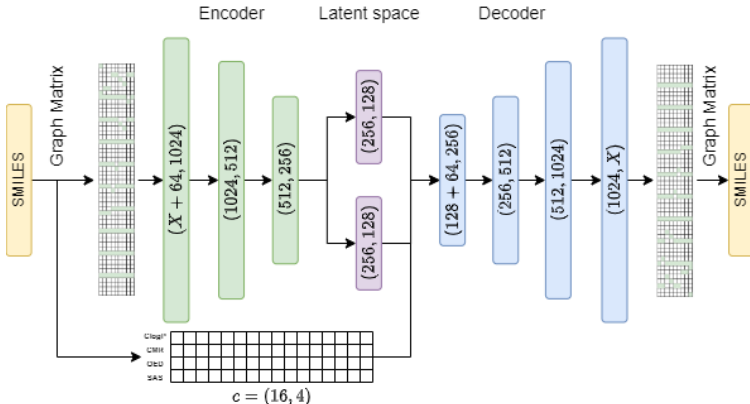 Encoder
Latent space
Decoder
SMILES
Graph Matrix
(X + 64, 1024)
(1024, 512)
(512, 256)
(256, 128)
(256, 128)
(128 + 64, 256)
(256, 512)
(512, 1024)
(1024, X)
Graph Matrix
SMILES
ClogP
CMR
QED
SAS
c = (16, 4)